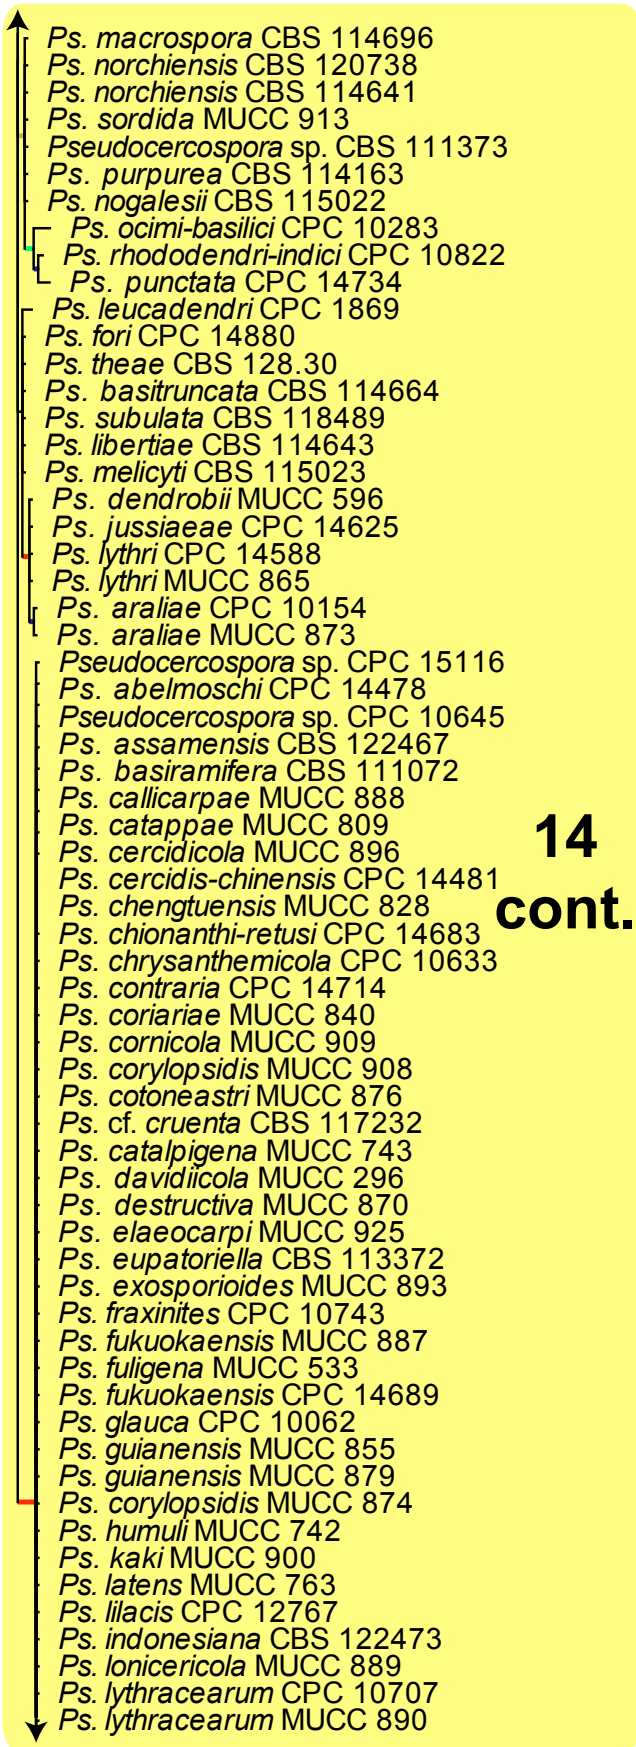 Ps. macrospora CBS 114696
Ps. norchiensis CBS 120738
Ps. norchiensis CBS 114641
Ps. sordida MUCC 913
Pseudocercospora sp. CBS 111373
Ps. purpurea CBS 114163
Ps. nogalesii CBS 115022
Ps. ocimi-basilici CPC 10283
Ps. rhododendri-indici CPC 10822
Ps. punctata CPC 14734
Ps. leucadendri CPC 1869
Ps. fori CPC 14880
Ps. theae CBS 128.30
Ps. basitruncata CBS 114664
Ps. subulata CBS 118489
Ps. libertiae CBS 114643
Ps. melicyti CBS 115023
Ps. dendrobii MUCC 596
Ps. jussiaeae CPC 14625
Ps. lythri CPC 14588
Ps. lythri MUCC 865
Ps. araliae CPC 10154
Ps. araliae MUCC 873
Pseudocercospora sp. CPC 15116
Ps. abelmoschi CPC 14478
Pseudocercospora sp. CPC 10645
Ps. assamensis CBS 122467
Ps. basiramifera CBS 111072
Ps. callicarpae MUCC 888
Ps. catappae MUCC 809
Ps. cercidicola MUCC 896
Ps. cercidis-chinensis CPC 14481
Ps. chengtuensis MUCC 828
Ps. chionanthi-retusi CPC 14683
Ps. chrysanthemicola CPC 10633
Ps. contraria CPC 14714
Ps. coriariae MUCC 840
Ps. cornicola MUCC 909
Ps. corylopsidis MUCC 908
Ps. cotoneastri MUCC 876
Ps. cf. cruenta CBS 117232
Ps. catalpigena MUCC 743
Ps. davidiicola MUCC 296
Ps. destructiva MUCC 870
Ps. elaeocarpi MUCC 925
Ps. eupatoriella CBS 113372
Ps. exosporioides MUCC 893
Ps. fraxinites CPC 10743
Ps. fukuokaensis MUCC 887
Ps. fuligena MUCC 533
Ps. fukuokaensis CPC 14689
Ps. glauca CPC 10062
Ps. guianensis MUCC 855
Ps. guianensis MUCC 879
Ps. corylopsidis MUCC 874
Ps. humuli MUCC 742
Ps. kaki MUCC 900
Ps. latens MUCC 763
Ps. lilacis CPC 12767
Ps. indonesiana CBS 122473
Ps. lonicericola MUCC 889
Ps. lythracearum CPC 10707
Ps. lythracearum MUCC 890
14
cont.